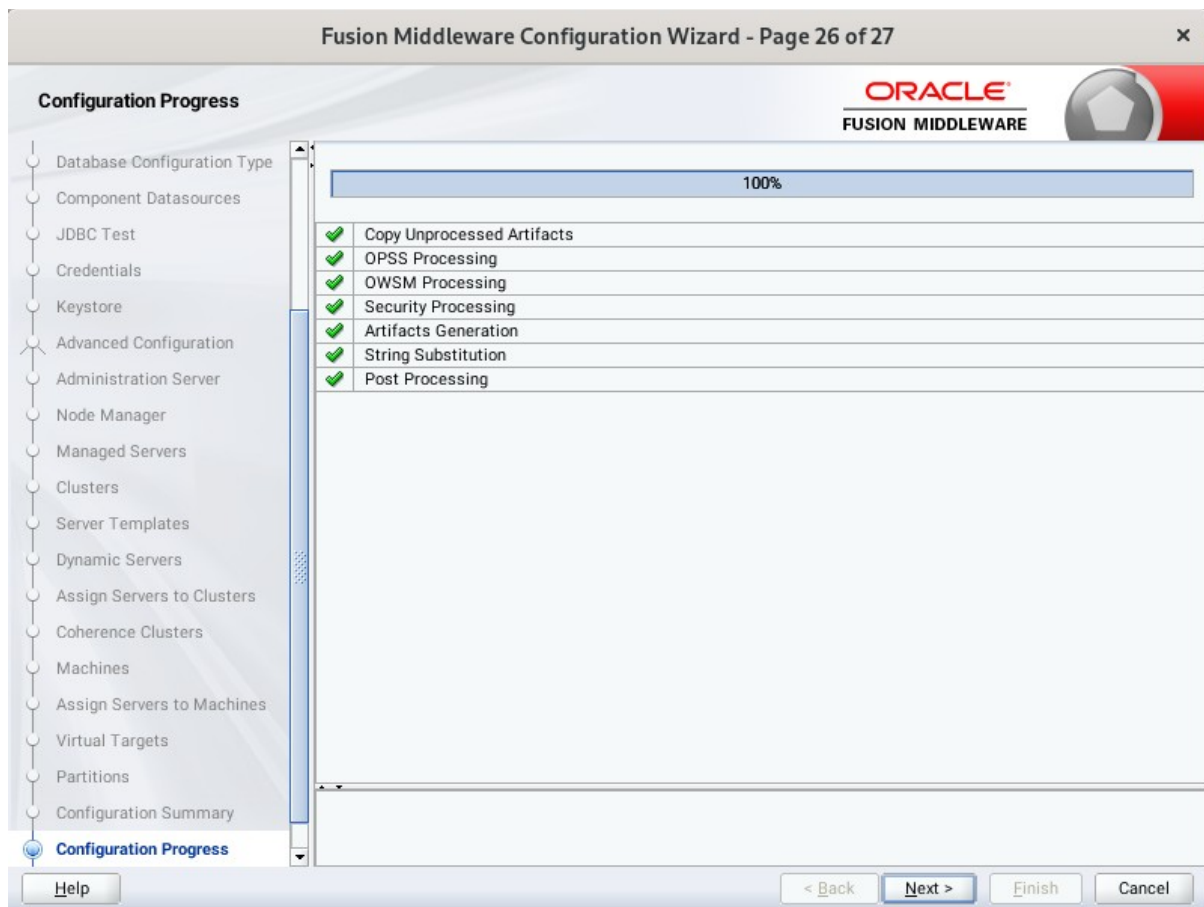 Fusion Middleware Configuration Wizard - Page 26 of 27
Configuration Progress
ORACLE
FUSION MIDDLEWARE
Database Configuration Type
Component Datasources
JDBC Test
Credentials
Keystore
Advanced Configuration
Administration Server
Node Manager
Managed Servers
Clusters
Server Templates
Dynamic Servers
Assign Servers to Clusters
Coherence Clusters
Machines
Assign Servers to Machines
Virtual Targets
Partitions
Configuration Summary
Configuration Progress
100%
Copy Unprocessed Artifacts
OPSS Processing
OWSM Processing
Security Processing
Artifacts Generation
String Substitution
Post Processing
Help
< Back
Next >
Finish
Cancel